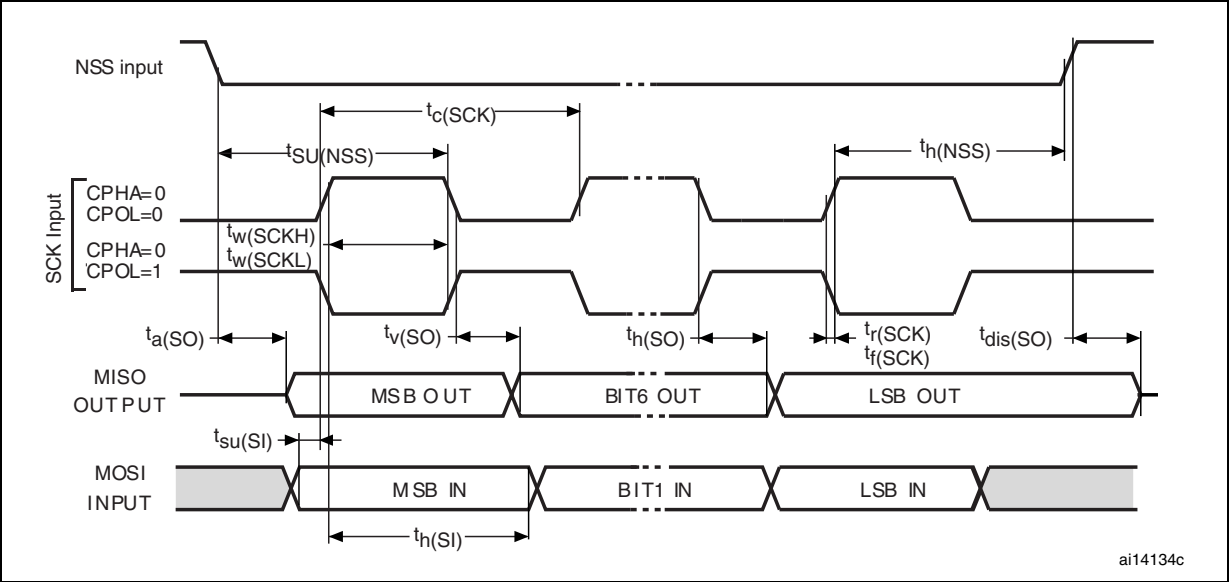 NSS input
tc(SCK)
tSU(NSS)
th(NSS)
SCK Input
CPHA=0
CPOL=0
CPHA=0
CPOL=1
tw(SCKH)
tw(SCKL)
ta(SO)
tv(SO)
th(SO)
tr(SCK)
tf(SCK)
tdis(SO)
MISO
OUTPUT
MSB OUT
BIT6 OUT
LSB OUT
tsu(SI)
MOSI
INPUT
MSB IN
BIT1 IN
LSB IN
th(SI)
ai14134c